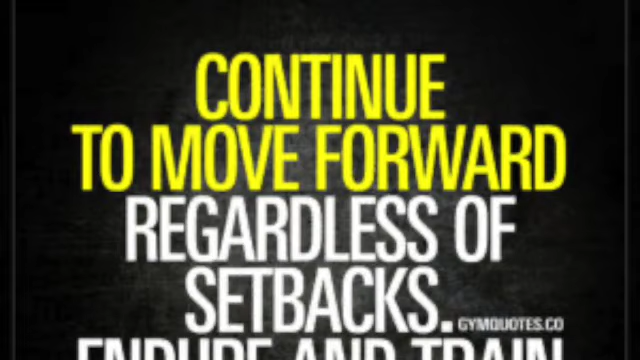 CONTINUE
TO MOVE FORWARD
REGARDLESS OF
SETBACKS.
GYMQUOTES.CO
ENDURE AND TRAIN